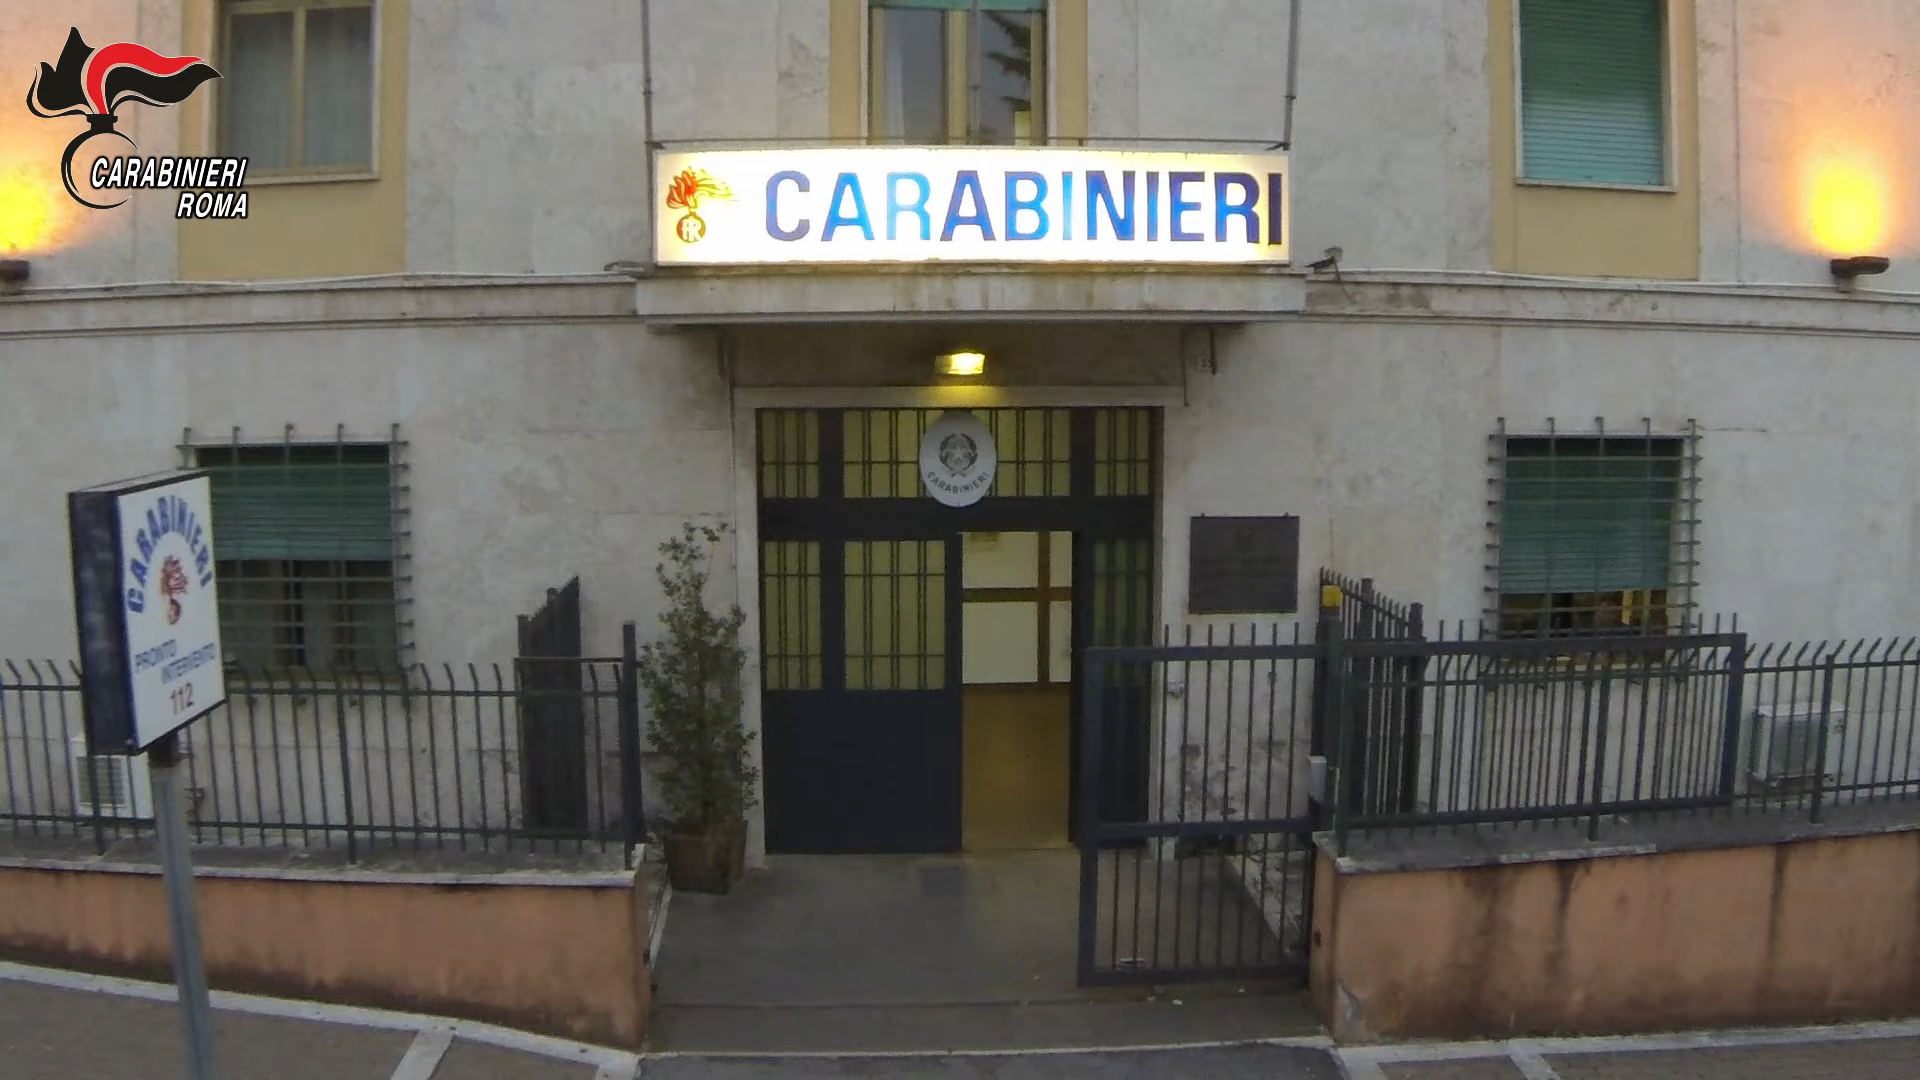 CARABINIERI
ROMA
CARABINIERI
CARABINIERI
CARABINIERI
PRONTO
INTERVENTO
112